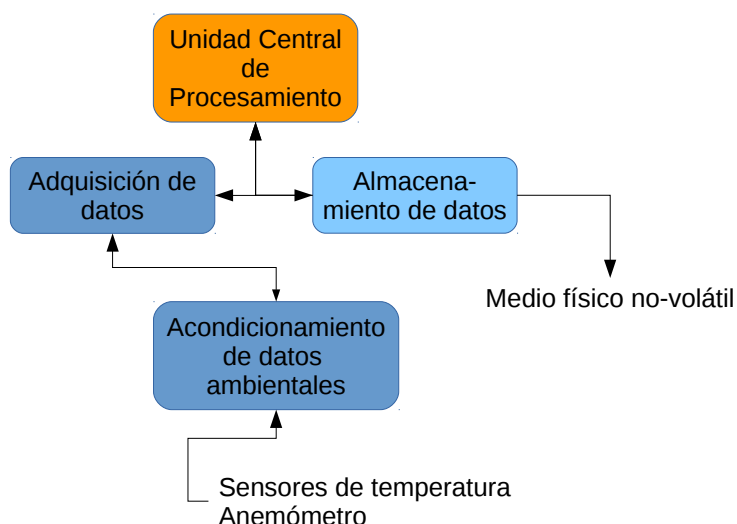 Unidad Central
de
Procesamiento
Adquisición de
datos
Almacena-
miento de datos
Medio físico no-volátil
Acondicionamiento
de datos
ambientales
Sensores de temperatura
Anemómetro